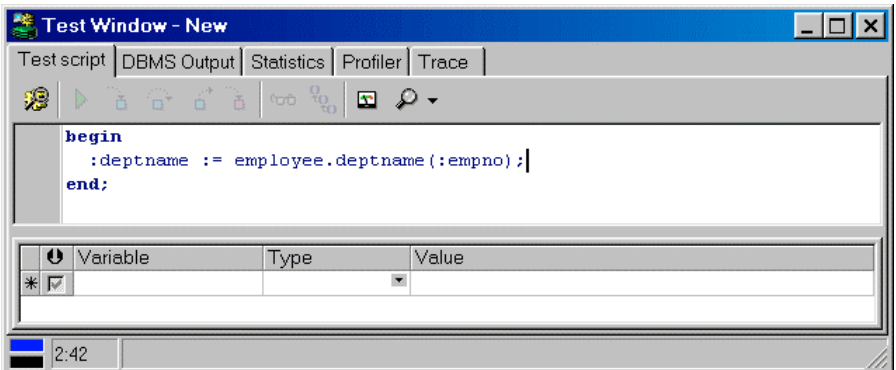 Test Window - New
Test script DBMS Output Statistics Profiler Trace
begin
:deptname := employee.deptname(:empno);
end;
Variable Type Value
*
2:42